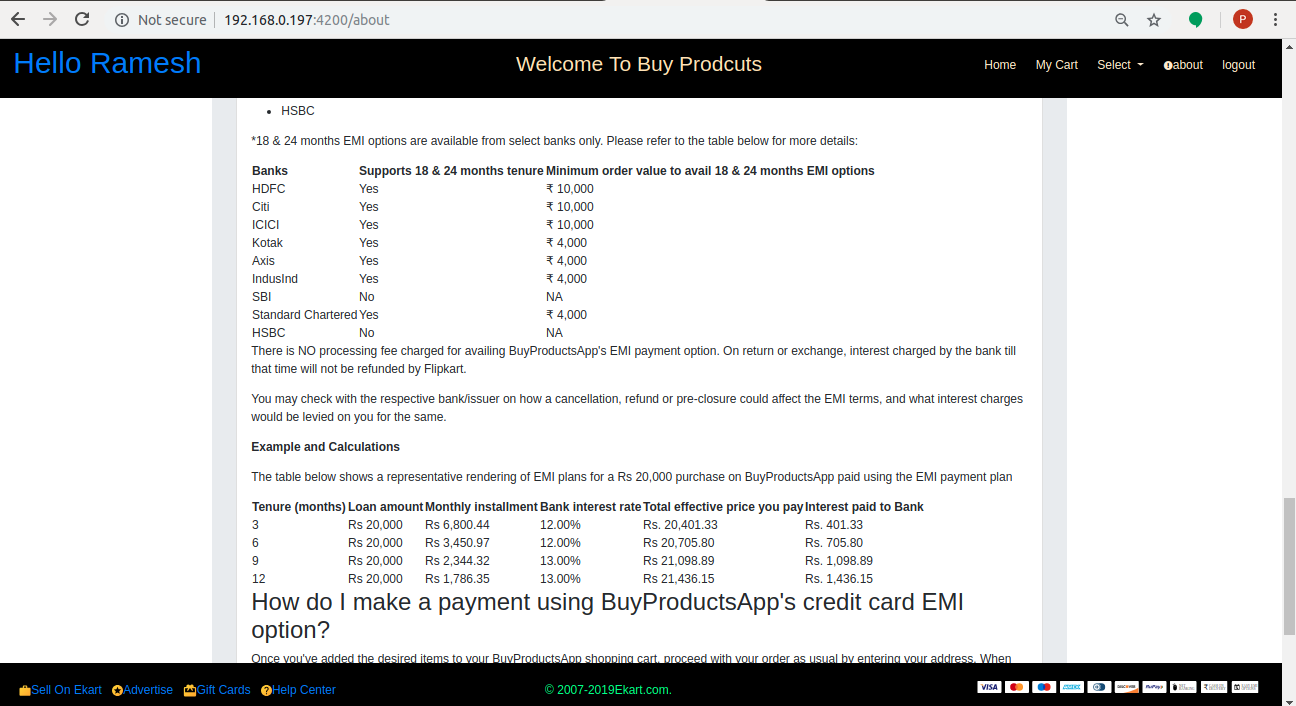 Not secure 192.168.0.197:4200/about P
Hello Ramesh Welcome To Buy Prodcuts Home My Cart Select about logout
• HSBC
*18 & 24 months EMI options are available from select banks only. Please refer to the table below for more details:
Banks Supports 18 & 24 months tenure Minimum order value to avail 18 & 24 months EMI options
HDFC Yes ₹ 10,000
Citi Yes ₹ 10,000
ICICI Yes ₹ 10,000
Kotak Yes ₹ 4,000
Axis Yes ₹ 4,000
IndusInd Yes ₹ 4,000
SBI No NA
Standard Chartered Yes ₹ 4,000
HSBC No NA
There is NO processing fee charged for availing BuyProductsApp's EMI payment option. On return or exchange, interest charged by the bank till
that time will not be refunded by Flipkart.
You may check with the respective bank/issuer on how a cancellation, refund or pre-closure could affect the EMI terms, and what interest charges
would be levied on you for the same.
Example and Calculations
The table below shows a representative rendering of EMI plans for a Rs 20,000 purchase on BuyProductsApp paid using the EMI payment plan
Tenure (months) Loan amount Monthly installment Bank interest rate Total effective price you pay Interest paid to Bank
3 Rs 20,000 Rs 6,800.44 12.00% Rs. 20,401.33 Rs. 401.33
6 Rs 20,000 Rs 3,450.97 12.00% Rs 20,705.80 Rs. 705.80
9 Rs 20,000 Rs 2,344.32 13.00% Rs 21,098.89 Rs. 1,098.89
12 Rs 20,000 Rs 1,786.35 13.00% Rs 21,436.15 Rs. 1,436.15
How do I make a payment using BuyProductsApp's credit card EMI
option?
Once you've added the desired items to your BuyProductsApp shopping cart, proceed with your order as usual by entering your address. When
Sell On Ekart Advertise Gift Cards Help Center © 2007-2019Ekart.com. VISA RuPay